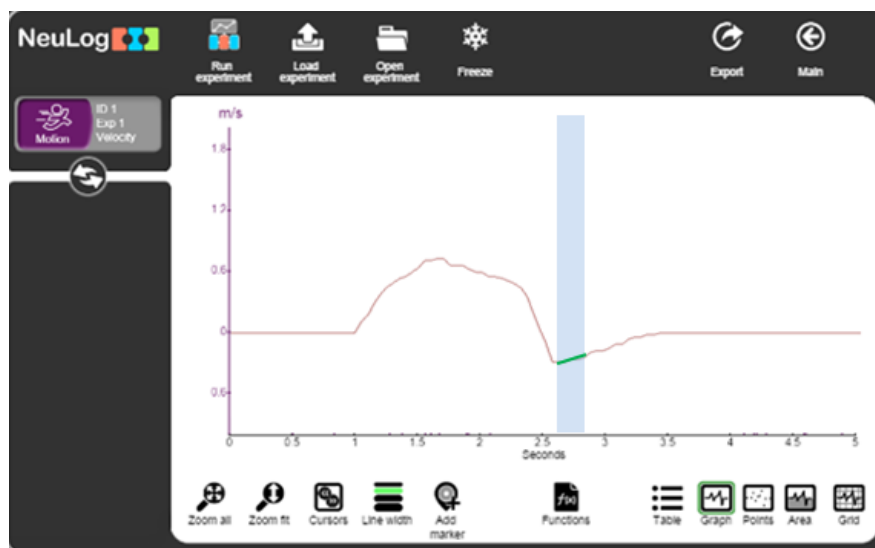 NeuLog
Run
experiment
Load
experiment
Open
experiment
Freeze
Export
Main
Motion
ID 1
Exp 1
Velocity
m/s
1.8
1.2
0.6
0
0.6
0
0.5
1
1.5
2
2.5
3
3.5
4
4.5
5
Seconds
Zoom all
Zoom fit
Cursors
Line width
Add
marker
f(x)
Functions
Table
Graph
Points
Area
Grid